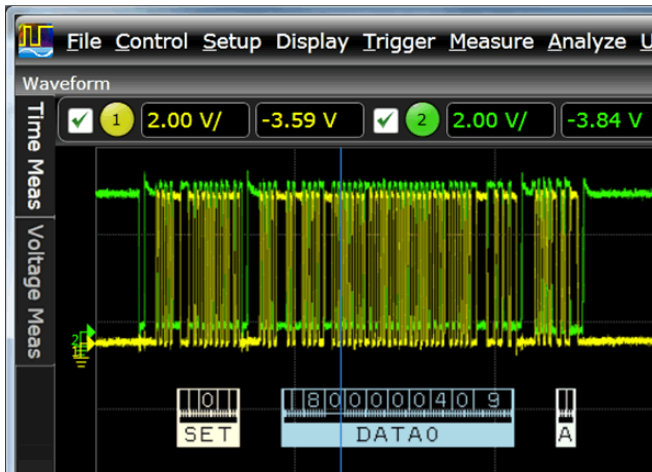 File Control Setup Display Trigger Measure Analyze U
Waveform
Time Meas
Voltage Meas
1 2.00 V/ -3.59 V 2 2.00 V/ -3.84 V
2
0
SET
8 0 0 0 0 0 4 0 9
DATA0
A